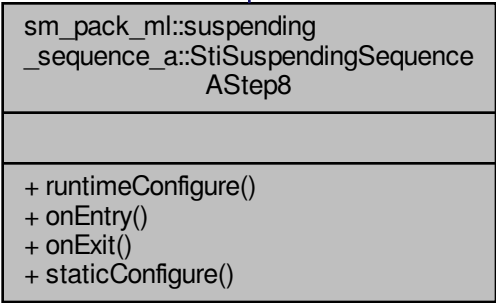 sm_pack_ml::suspending
_sequence_a::StiSuspendingSequence
AStep8
+ runtimeConfigure()
+ onEntry()
+ onExit()
+ staticConfigure()